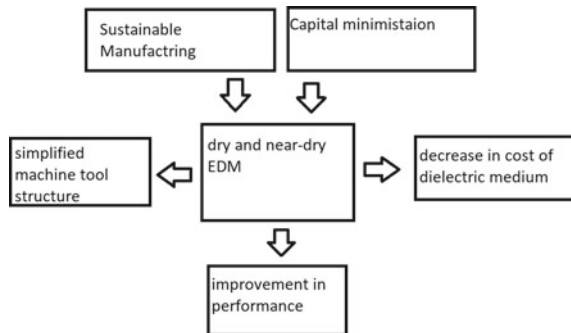 Sustainable
Manufactring
Capital minimistaion
dry and near-dry
EDM
simplified
machine tool
structure
decrease in cost of
dielectric medium
improvement in
performance